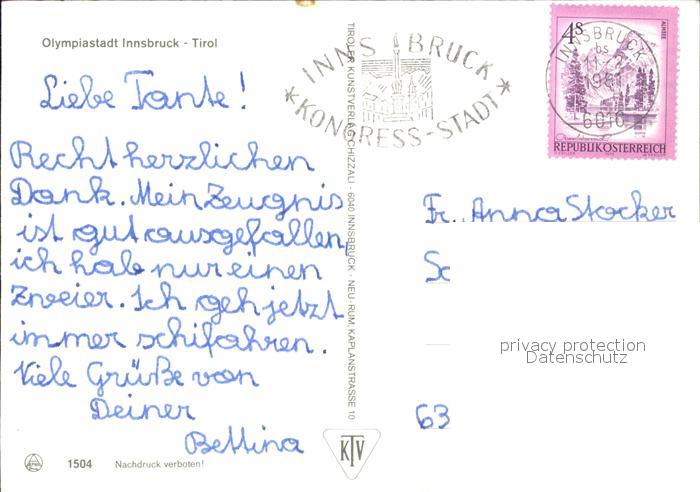 Olympiastadt Innsbruck - Tirol
Liebe Tante!
Recht herzlichen
Dank. Mein Zeugnis
ist gut ausgefallen,
ich hab nur einen
Zweier. Ich geh jetzt
immer schifahren.
Viele Grüße von
Deiner
Bettina
1504 Nachdruck verboten!
TIROLER KUNSTVERLAG CHIZZALI - 6040 INNSBRUCK - NEU-RUM, KAPLANSTRASSE 10
KTV
INNSBRUCK
*KONGRESS-STADT*
INNSBRUCK
bs
6010
4S
ALMSEE
REPUBLIK ÖSTERREICH
Fr. Anna Stocker
Sc
privacy protection
Datenschutz
63